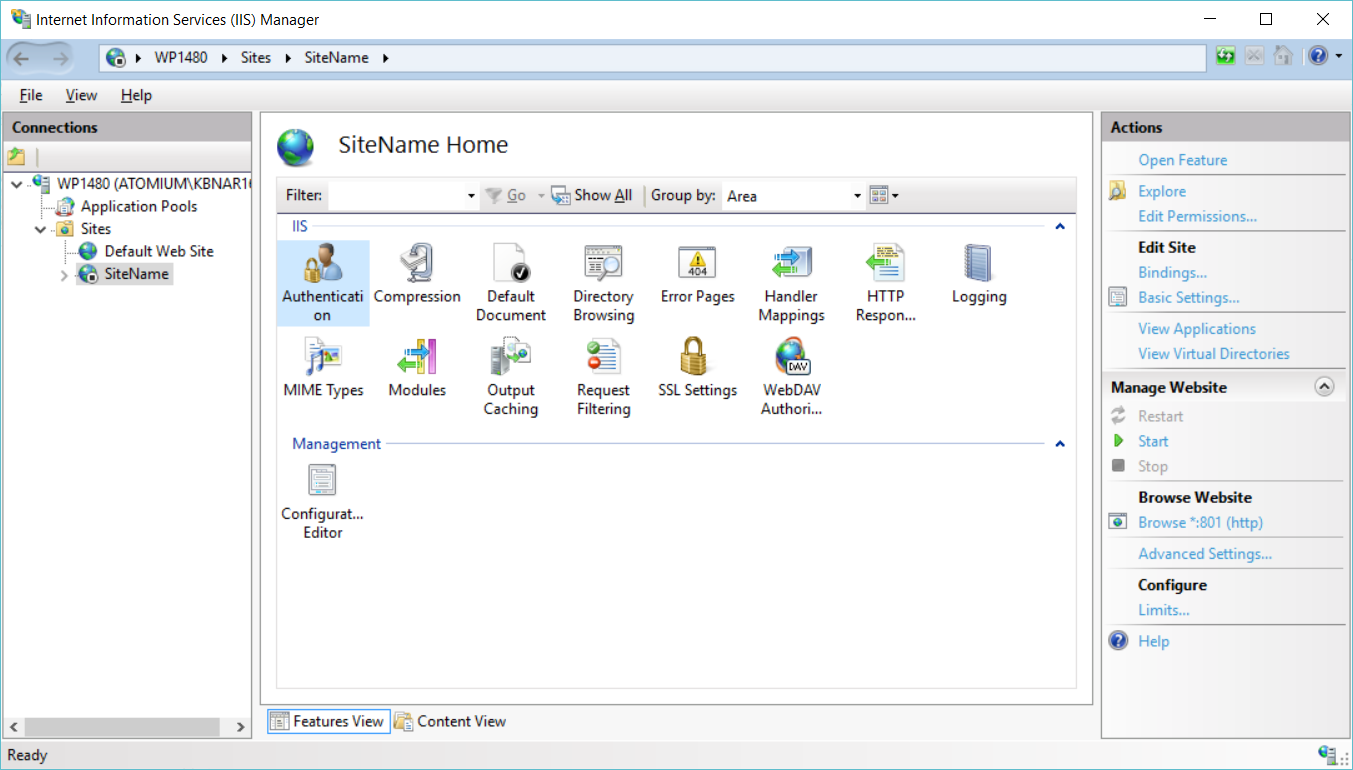 Internet Information Services (IIS) Manager
WP1480 Sites SiteName
File View Help
Connections
WP1480 (ATOMIUM\KBNAR16
Application Pools
Sites
Default Web Site
SiteName
SiteName Home
Filter: Go Show All Group by: Area
IIS
Authenticati
on
Compression
Default
Document
Directory
Browsing
Error Pages
404
Handler
Mappings
HTTP
Respon...
Logging
MIME Types
Modules
Output
Caching
Request
Filtering
SSL Settings
DAV
WebDAV
Authori...
Management
Configurat...
Editor
Features View Content View
Actions
Open Feature
Explore
Edit Permissions...
Edit Site
Bindings...
Basic Settings...
View Applications
View Virtual Directories
Manage Website
Restart
Start
Stop
Browse Website
Browse *:801 (http)
Advanced Settings...
Configure
Limits...
Help
Ready